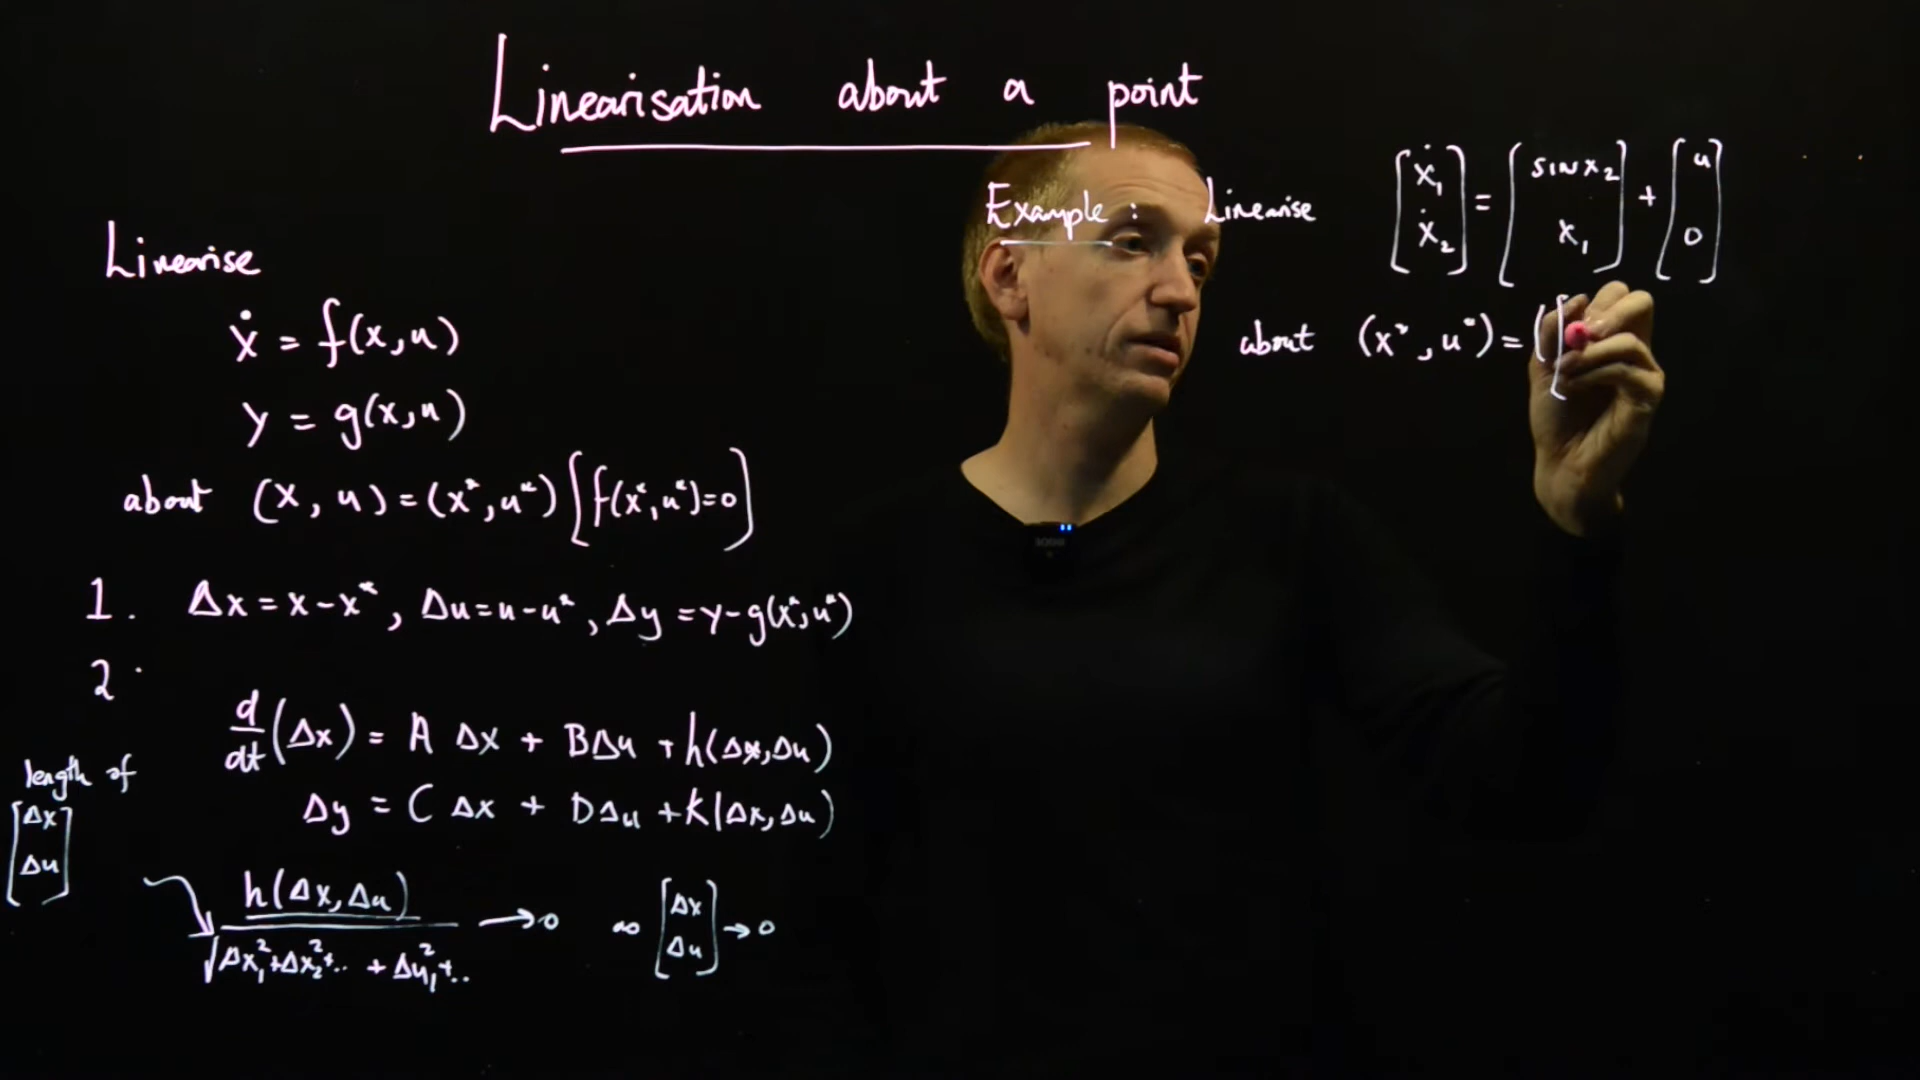 Linearisation about a point
Linearise
ẋ = f(x,u)
y = g(x,u)
about (x, u) = (x*, u*) [f(x*,u*)=0]
1. Δx = x-x*, Δu=u-u*, Δy = y-g(x*,u*)
2.
d/dt (Δx) = A Δx + BΔu + h(Δx,Δu)
Δy = C Δx + DΔu + K(Δx,Δu)
length of
[Δx
Δu]
h(Δx,Δu)
√Δx₁²+Δx₂²+.. + Δu₁²+.. → 0 as [Δx Δu] → 0
Example: Linearise [ẋ₁ ẋ₂] = [sin x₂ x₁] + [u 0]
about (x*, u*) = ([